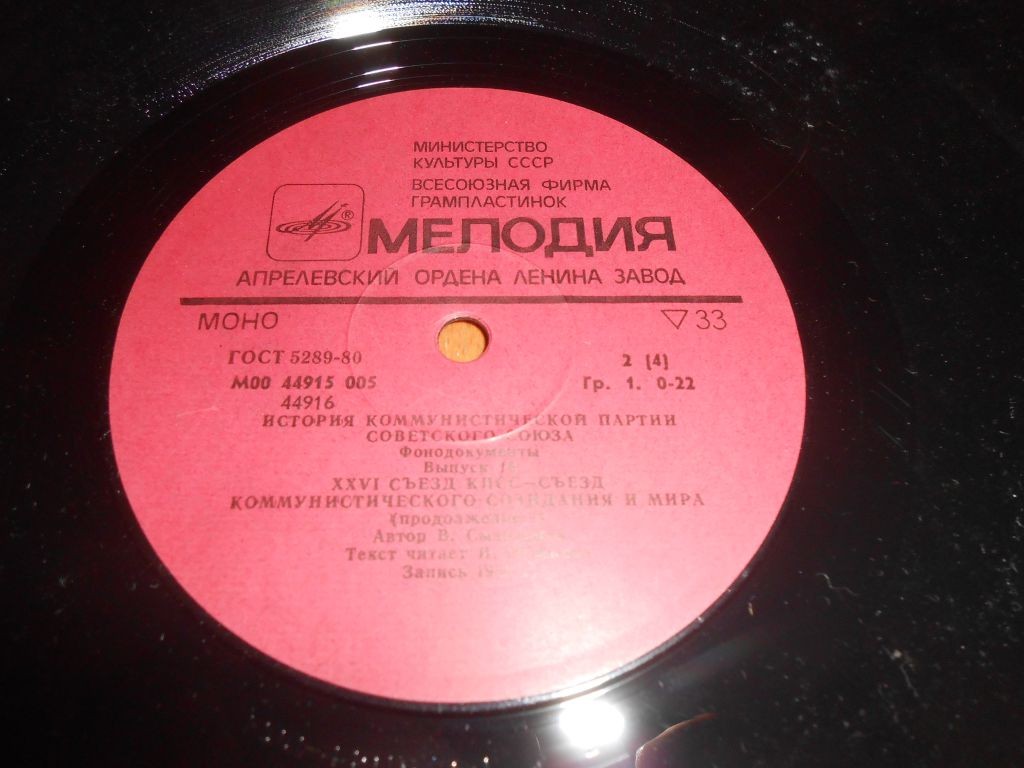 МИНИСТЕРСТВО
КУЛЬТУРЫ СССР
ВСЕСОЮЗНАЯ ФИРМА
ГРАМПЛАСТИНОК
®
МЕЛОДИЯ
АПРЕЛЕВСКИЙ ОРДЕНА ЛЕНИНА ЗАВОД
МОНО ▽33
ГОСТ 5289-80 2 (4)
М00 44915 005 Гр. 1. 0-22
44916
ИСТОРИЯ КОММУНИСТИЧЕСКОЙ ПАРТИИ
СОВЕТСКОГО СОЮЗА
Фонодокументы
Выпуск
XXVI СЪЕЗД КПСС—СЪЕЗД
КОММУНИСТИЧЕСКОГО СОЗИДАНИЯ И МИРА
(продолжение)
Автор В.
Текст читает
Запись